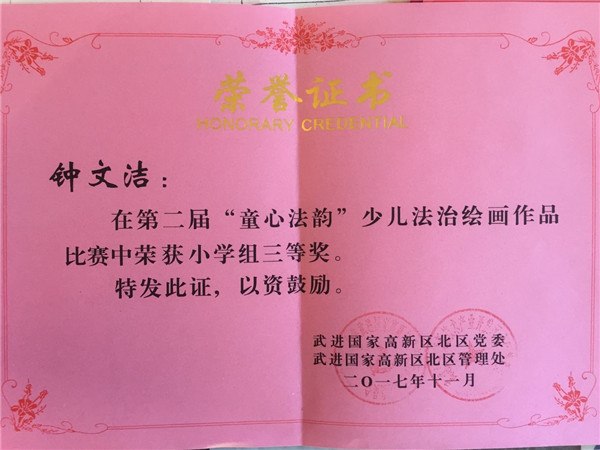 荣誉证书
HONORARY CREDENTIAL
钟文洁：
在第二届“童心法韵”少儿法治绘画作品
比赛中荣获小学组三等奖。
特发此证，以资鼓励。
武进国家高新区北区党委
武进国家高新区北区管理处
二〇一七年十一月